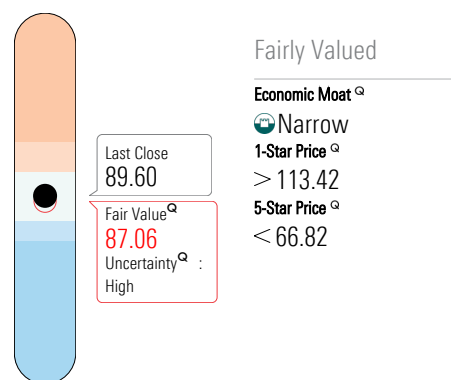 Last Close
89.60
Fair Value Q
87.06
Uncertainty Q :
High
Fairly Valued
Economic Moat Q
Narrow
1-Star Price Q
> 113.42
5-Star Price Q
< 66.82